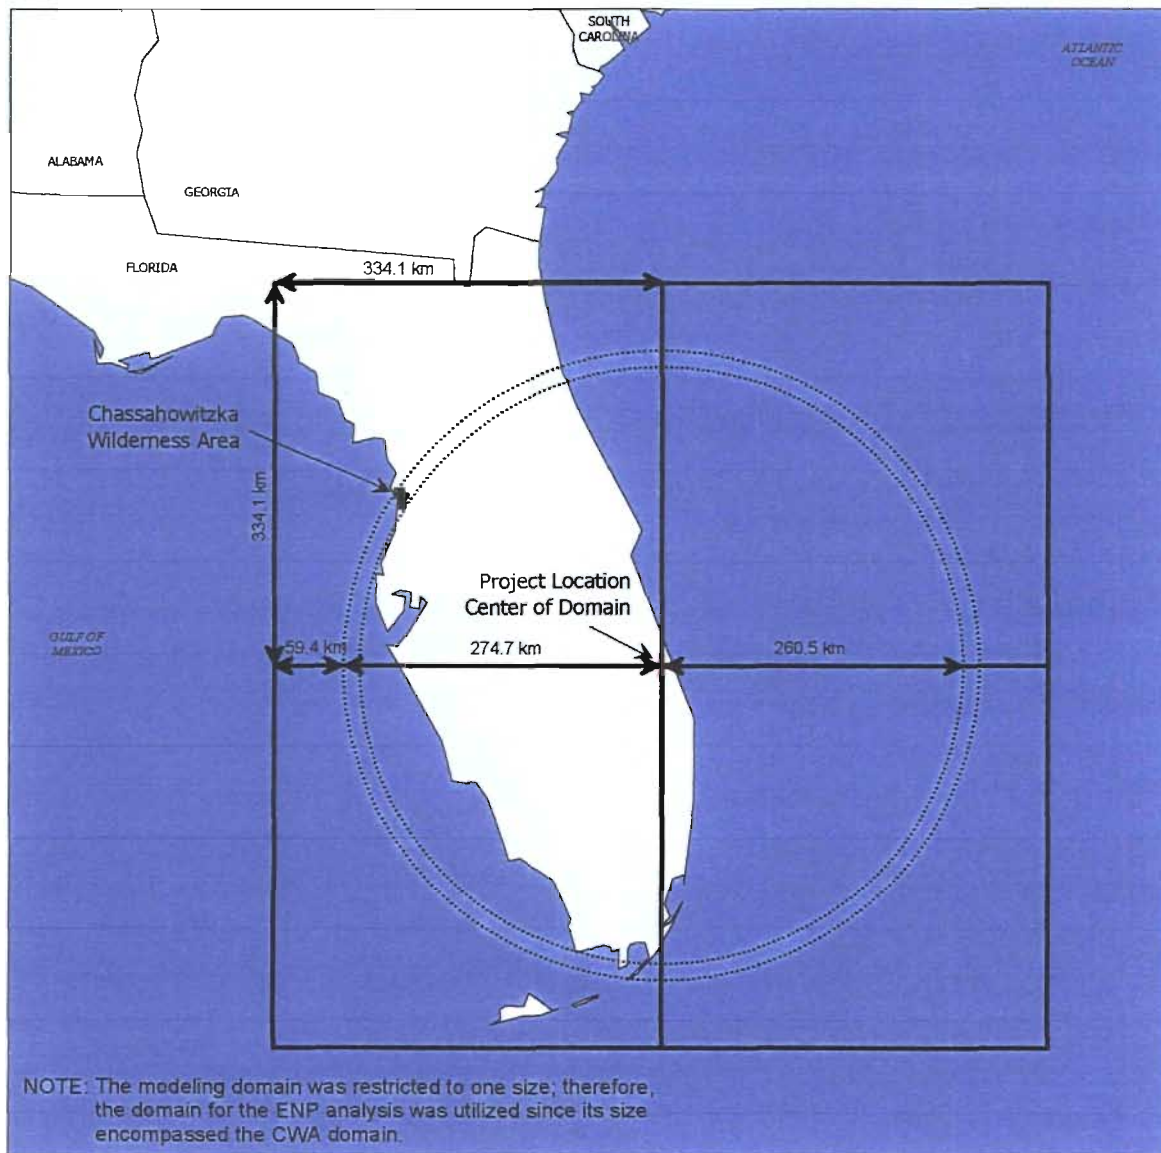 SOUTH
CAROLINA
ATLANTIC
OCEAN
ALABAMA
GEORGIA
FLORIDA
334.1 km
Chassahowitzka
Wilderness Area
334.1 km
Project Location
Center of Domain
GULF OF
MEXICO
59.4 km
274.7 km
260.5 km
NOTE: The modeling domain was restricted to one size; therefore,
the domain for the ENP analysis was utilized since its size
encompassed the CWA domain.